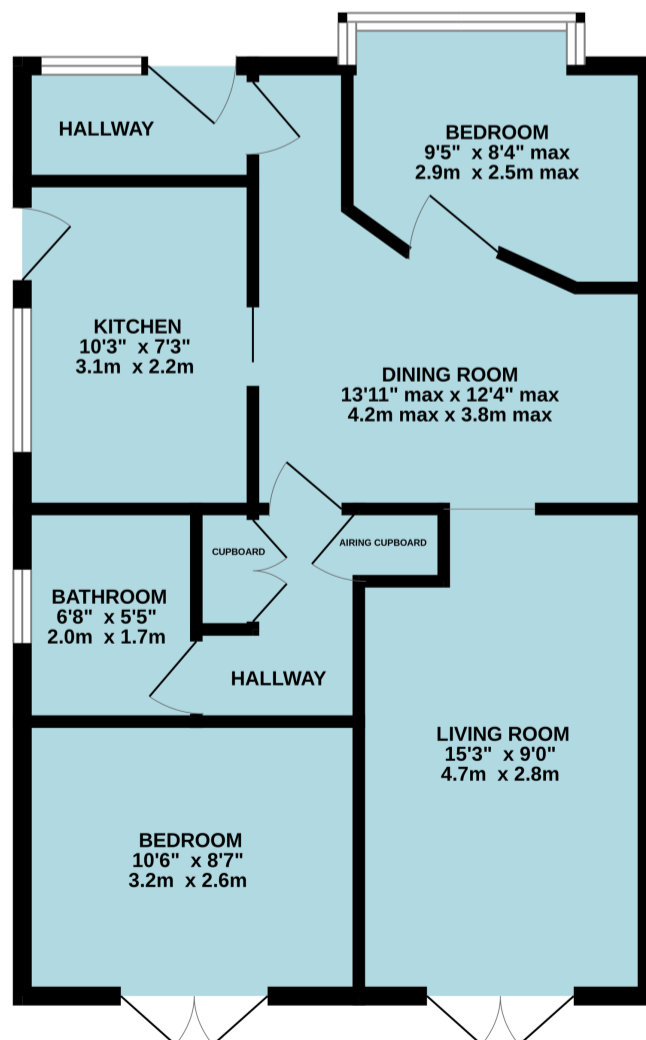 HALLWAY
BEDROOM
9'5" x 8'4" max
2.9m x 2.5m max
KITCHEN
10'3" x 7'3"
3.1m x 2.2m
DINING ROOM
13'11" max x 12'4" max
4.2m max x 3.8m max
CUPBOARD
AIRING CUPBOARD
BATHROOM
6'8" x 5'5"
2.0m x 1.7m
HALLWAY
LIVING ROOM
15'3" x 9'0"
4.7m x 2.8m
BEDROOM
10'6" x 8'7"
3.2m x 2.6m